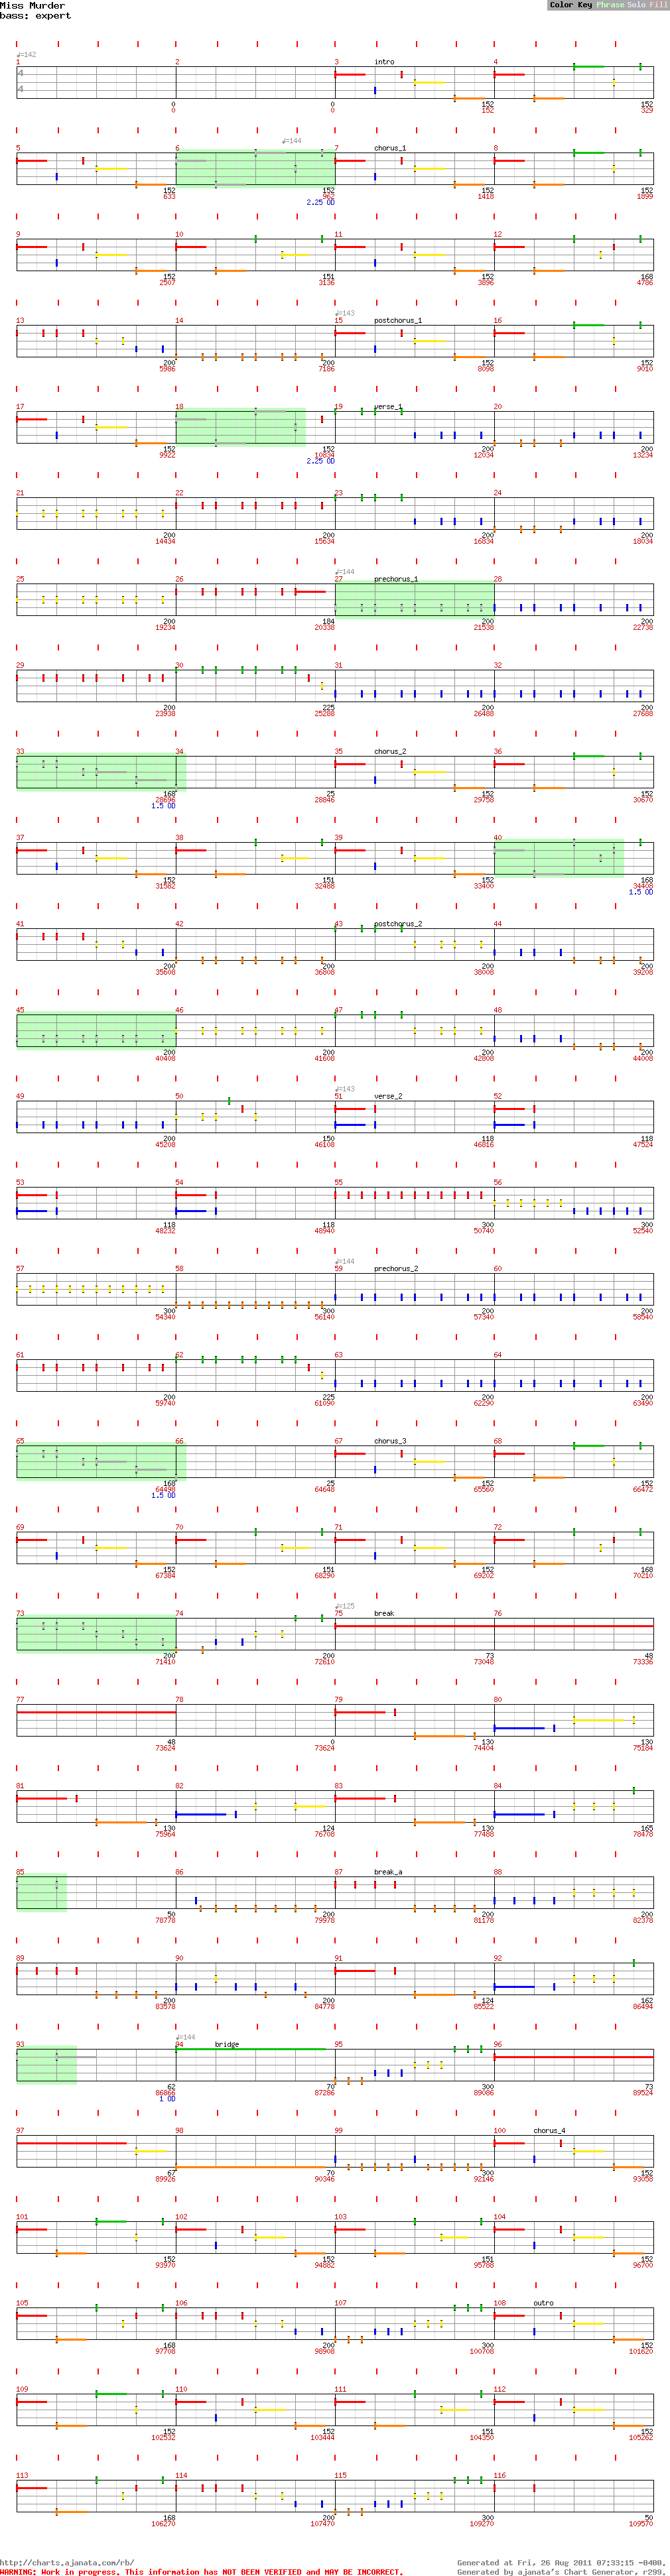 Miss Murder
bass: expert
Color Key Phrase Solo Fill
♩=142
1 2 3 intro 4
4
4
0 0 152 152
0 0 152 329
♩=144
5 6 7 chorus_1 8
152 152 152 152
633 962 1418 1899
2.25 OD
9 10 11 12
152 151 152 168
2507 3136 3896 4786
♩=143
13 14 15 postchorus_1 16
200 200 152 152
5986 7186 8098 9010
17 18 19 verse_1 20
152 152 200 200
9922 10834 12034 13234
2.25 OD
21 22 23 24
200 200 200 200
14434 15634 16834 18034
♩=144
25 26 27 prechorus_1 28
200 184 200 200
19234 20338 21538 22738
29 30 31 32
200 225 200 200
23938 25288 26488 27688
33 34 35 chorus_2 36
168 25 152 152
28696 28846 29758 30670
1.5 OD
37 38 39 40
152 151 152 168
31582 32488 33400 34408
1.5 OD
41 42 43 postchorus_2 44
200 200 200 200
35608 36808 38008 39208
45 46 47 48
200 200 200 200
40408 41608 42808 44008
♩=143
49 50 51 verse_2 52
200 150 118 118
45208 46108 46816 47524
53 54 55 56
118 118 300 300
48232 48940 50740 52540
♩=144
57 58 59 prechorus_2 60
300 300 200 200
54340 56140 57340 58540
61 62 63 64
200 225 200 200
59740 61090 62290 63490
65 66 67 chorus_3 68
168 25 152 152
64498 64648 65560 66472
1.5 OD
69 70 71 72
152 151 152 168
67384 68290 69202 70210
♩=125
73 74 75 break 76
200 200 73 48
71410 72610 73048 73336
77 78 79 80
48 0 130 130
73624 73624 74404 75184
81 82 83 84
130 124 130 165
75964 76708 77488 78478
85 86 87 break_a 88
50 200 200 200
78778 79978 81178 82378
89 90 91 92
200 200 124 162
83578 84778 85522 86494
♩=144
93 94 bridge 95 96
62 70 300 73
86866 87286 89086 89524
1 OD
97 98 99 100 chorus_4
67 70 300 152
89926 90346 92146 93058
101 102 103 104
152 152 151 152
93970 94882 95788 96700
105 106 107 108 outro
168 200 300 152
97708 98908 100708 101620
109 110 111 112
152 152 151 152
102532 103444 104350 105262
113 114 115 116
168 200 300 50
106270 107470 109270 109570
http://charts.ajanata.com/rb/
Generated at Fri, 26 Aug 2011 07:33:15 -0400.
WARNING: Work in progress. This information has NOT BEEN VERIFIED and MAY BE INCORRECT.
Generated by ajanata's Chart Generator, r299.